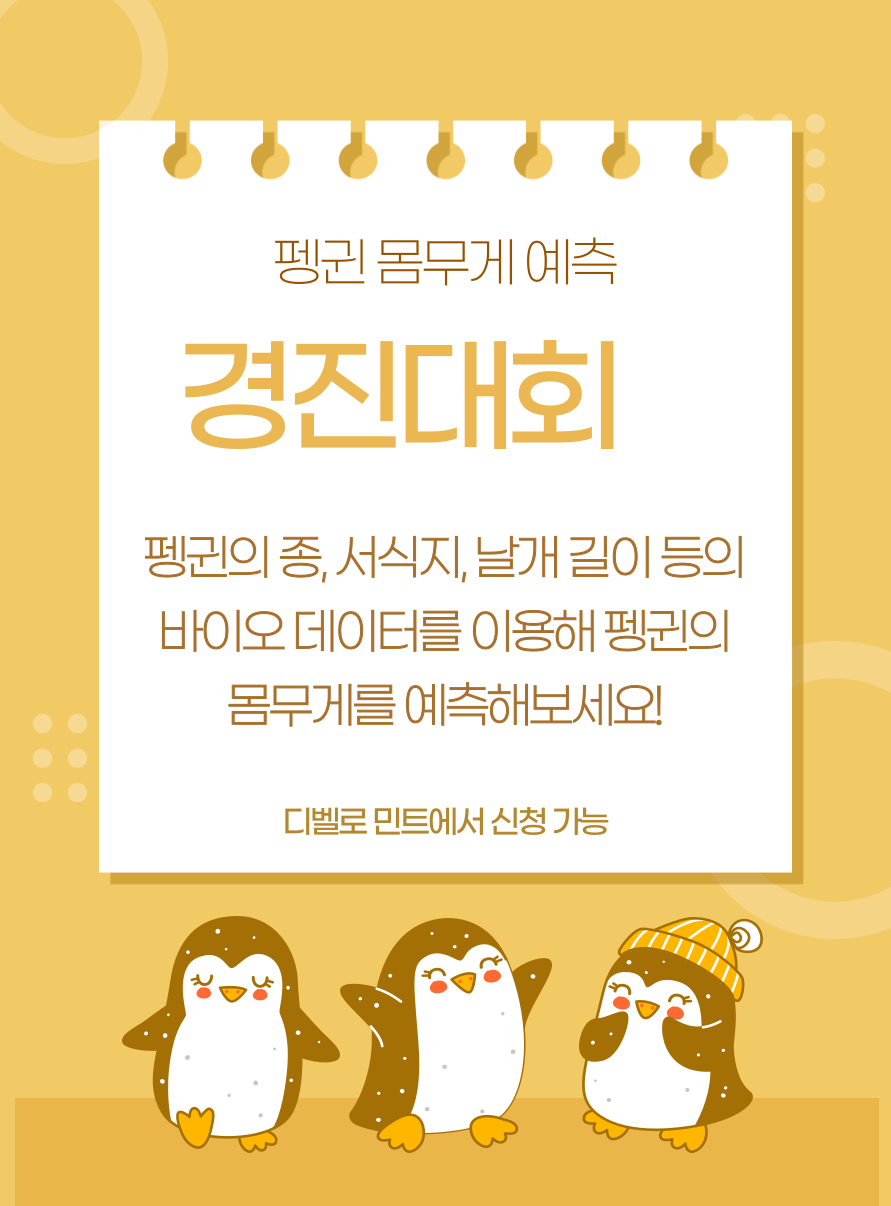 펭귄 몸무게 예측
경진대회
펭귄의 종, 서식지, 날개 길이 등의
바이오 데이터를 이용해 펭귄의
몸무게를 예측해보세요!
디벨로 민트에서 신청 가능